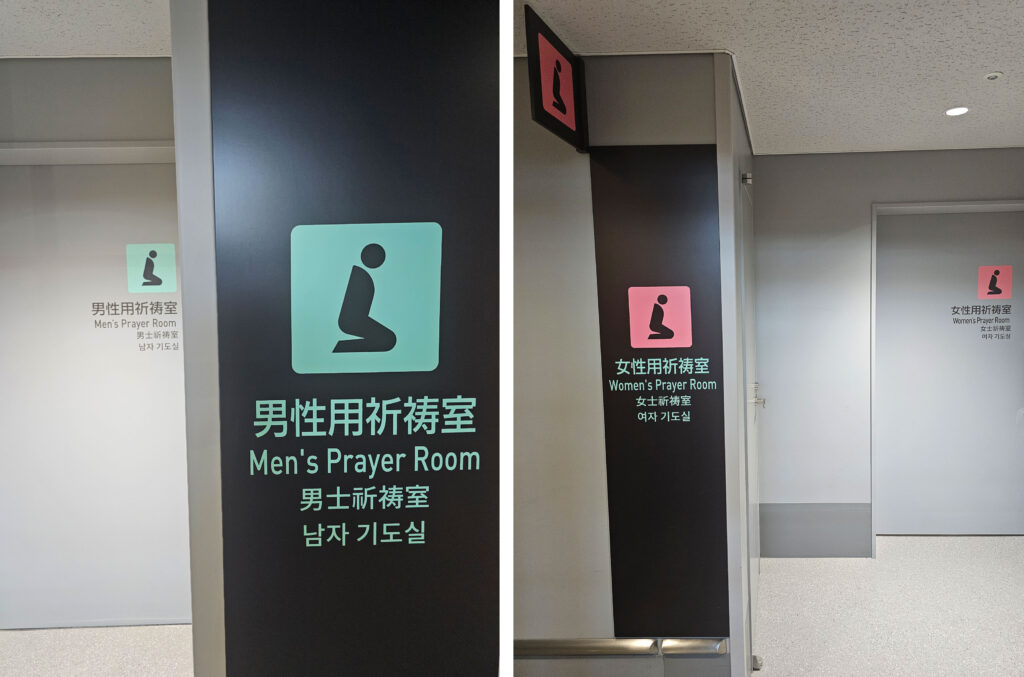 男性用祈祷室
Men's Prayer Room
男士祈祷室
남자 기도실
男性用祈祷室
Men's Prayer Room
男士祈祷室
남자 기도실
女性用祈祷室
Women's Prayer Room
女士祈祷室
여자 기도실
女性用祈祷室
Women's Prayer Room
女士祈祷室
여자 기도실